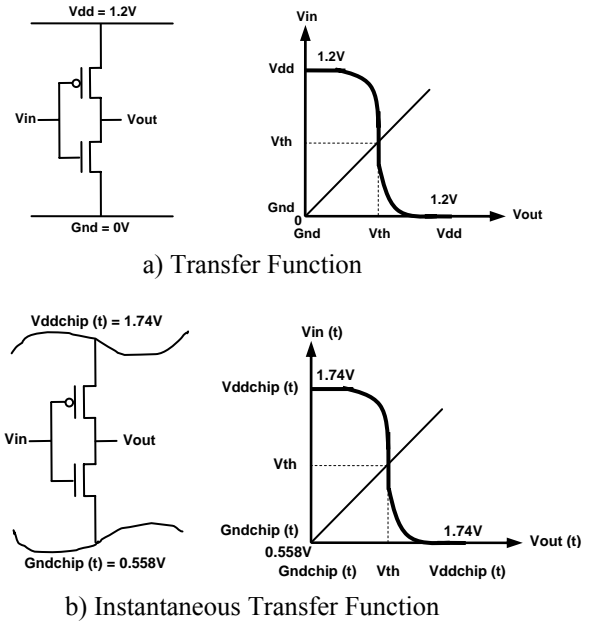 Vdd = 1.2V
Vin
Vout
Gnd = 0V
Vin
Vdd
1.2V
Vth
1.2V
Gnd
0
Vout
Gnd
Vth
Vdd
a) Transfer Function
Vddchip (t) = 1.74V
Vin
Vout
Gndchip (t) = 0.558V
Vin (t)
1.74V
Vddchip (t)
Vth
Gndchip (t)
1.74V
0.558V
Vout (t)
Gndchip (t)
Vth
Vddchip (t)
b) Instantaneous Transfer Function